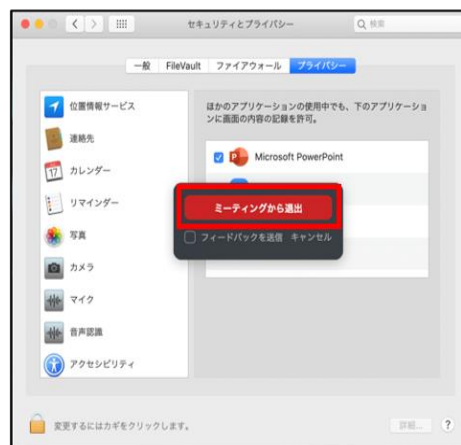 セキュリティとプライバシー
検索
一般 FileVault ファイアウォール プライバシー
位置情報サービス
連絡先
17 カレンダー
リマインダー
写真
カメラ
マイク
音声認識
アクセシビリティ
ほかのアプリケーションの使用中でも、下のアプリケーショ
ンに画面の内容の記録を許可。
Microsoft PowerPoint
ミーティングから退出
フィードバックを送信 キャンセル
変更するにはカギをクリックします。
詳細... ?